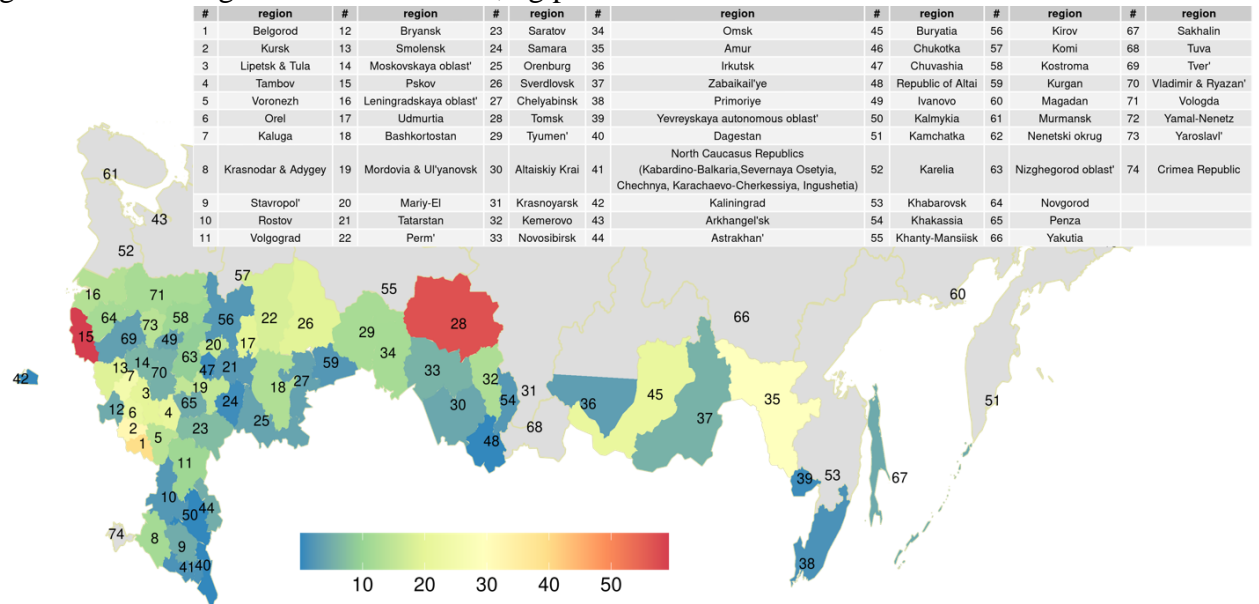 # region # region # region # region # region # region # region
1 Belgorod 12 Bryansk 23 Saratov 34 Omsk 45 Buryatia 56 Kirov 67 Sakhalin
2 Kursk 13 Smolensk 24 Samara 35 Amur 46 Chukotka 57 Komi 68 Tuva
3 Lipetsk & Tula 14 Moskovskaya oblast' 25 Orenburg 36 Irkutsk 47 Chuvashia 58 Kostroma 69 Tver'
4 Tambov 15 Pskov 26 Sverdlovsk 37 Zabaikail'ye 48 Republic of Altai 59 Kurgan 70 Vladimir & Ryazan'
5 Voronezh 16 Leningradskaya oblast' 27 Chelyabinsk 38 Primoriye 49 Ivanovo 60 Magadan 71 Vologda
6 Orel 17 Udmurtia 28 Tomsk 39 Yevreyskaya autonomous oblast' 50 Kalmykia 61 Murmansk 72 Yamal-Netetz
7 Kaluga 18 Bashkortostan 29 Tyumen' 40 Dagestan 51 Kamchatka 62 Nenetski okrug 73 Yaroslavl'
8 Krasnodar & Adygey 19 Mordovia & Ul'yanovsk 30 Altaiskiy Krai 41 North Caucasus Republics
(Kabardino-Balkaria,Severnaya Osetyia,
Chechnya, Karachaevo-Cherkessiya, Ingushetia) 52 Karelia 63 Nizghegorod oblast' 74 Crimea Republic
9 Stavropol' 20 Mariy-El 31 Krasnoyarsk 42 Kaliningrad 53 Khabarovsk 64 Novgorod
10 Rostov 21 Tatarstan 32 Kemerovo 43 Arkhangel'sk 54 Khakassia 65 Penza
11 Volgograd 22 Perm' 33 Novosibirsk 44 Astrakhan' 55 Khanty-Mansiisk 66 Yakutia
61
43
52
57
16 71 55 60
64 73 58 56 22 26 29 28 66
15 69 49 20 17 34
13 14 63 47 21 59 33
42 7 70 19 18 27 32 31 36 45 35 51
3 65 24 30 54
12 6 4 23 25 68 37
2 5 48
1
11 53
10 39 67
50 44
74 8 9
41 40 38
10 20 30 40 50